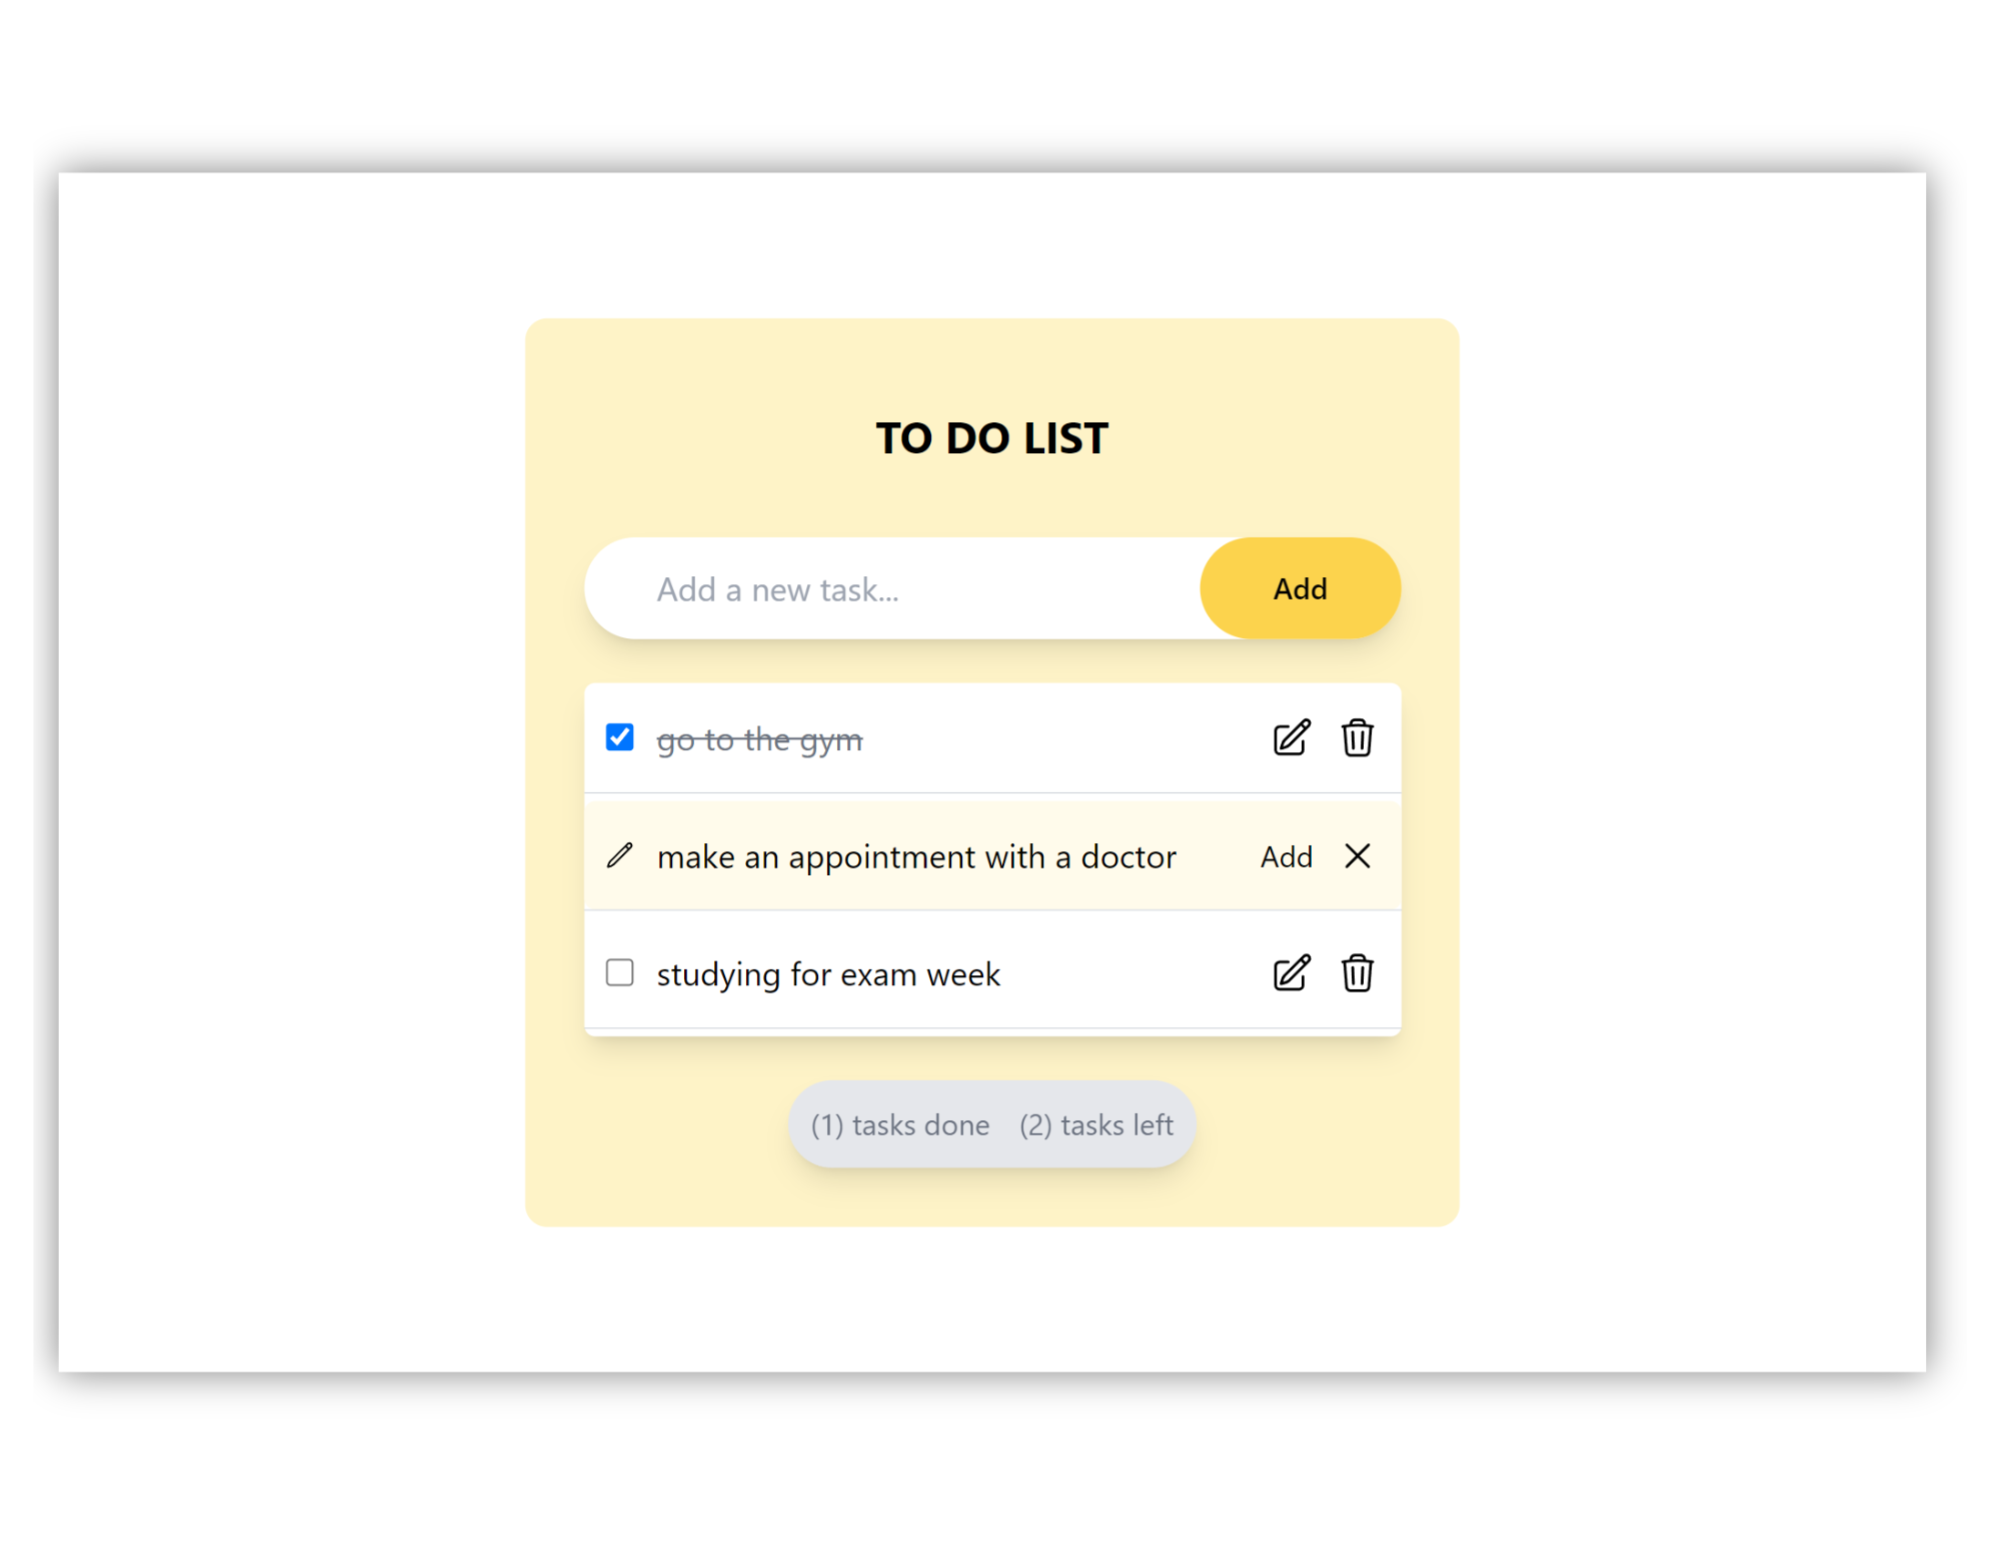 TO DO LIST
Add a new task... Add
go to the gym
make an appointment with a doctor Add
studying for exam week
(1) tasks done (2) tasks left